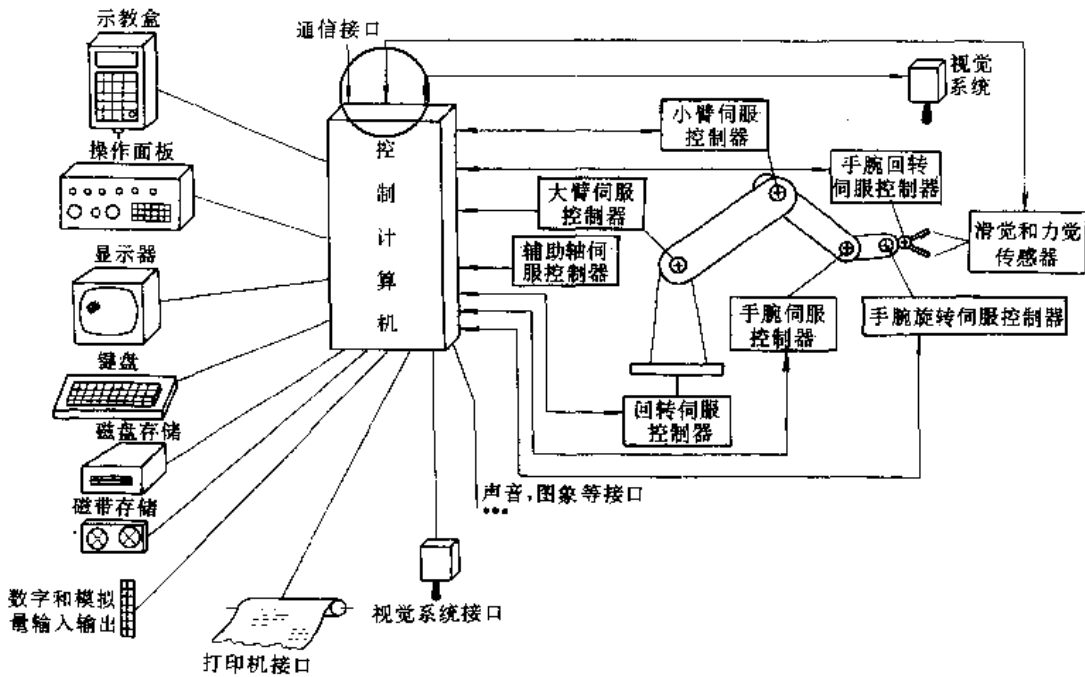 示教盒
通信接口
视觉
系统
小臂伺服
控制器
操作面板
控
制
计
算
机
手腕回转
伺服控制器
大臂伺服
控制器
滑觉和力觉
传感器
显示器
辅助轴伺
服控制器
手腕伺服
控制器
手腕旋转伺服控制器
键盘
回转伺服
控制器
磁盘存储
声音,图象等接口
•••
磁带存储
数字和模拟
量输入输出
视觉系统接口
打印机接口